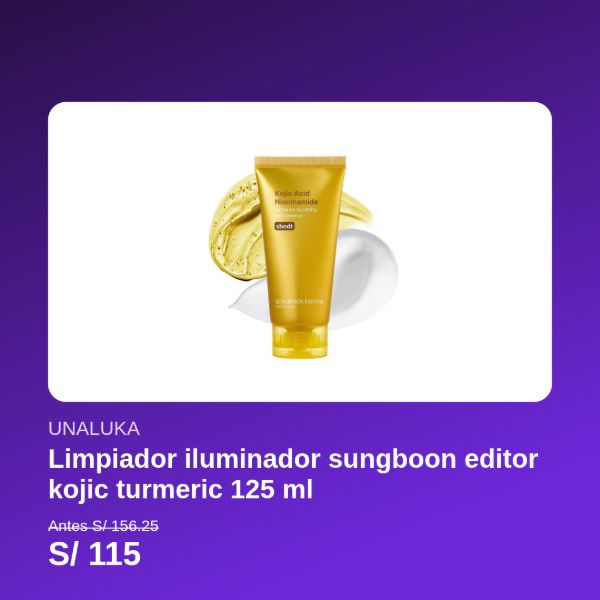 Kojic Acid
Niacinamide
sbedt
SUNGBOON EDITOR
UNALUKA
Limpiador iluminador sungboon editor
kojic turmeric 125 ml
Antes S/ 156.25
S/ 115